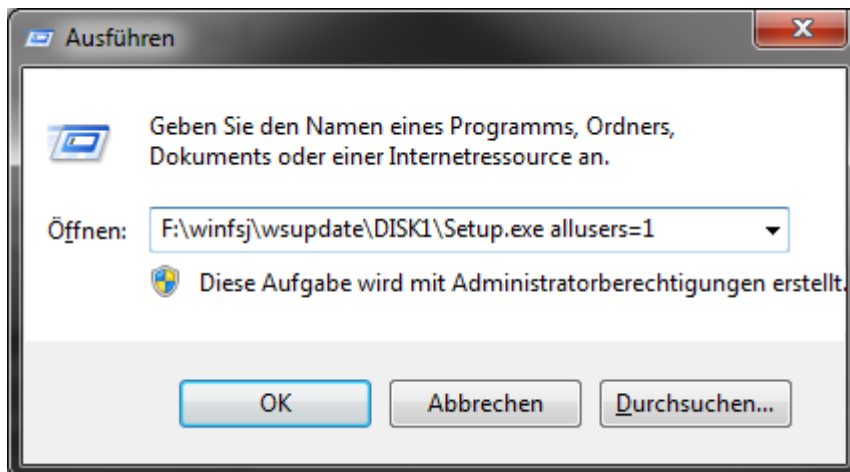 Ausführen
Geben Sie den Namen eines Programms, Ordners,
Dokuments oder einer Internetressource an.
Öffnen: F:\winfsj\wsupdate\DISK1\Setup.exe allusers=1
Diese Aufgabe wird mit Administratorberechtigungen erstellt.
OK Abbrechen Durchsuchen...